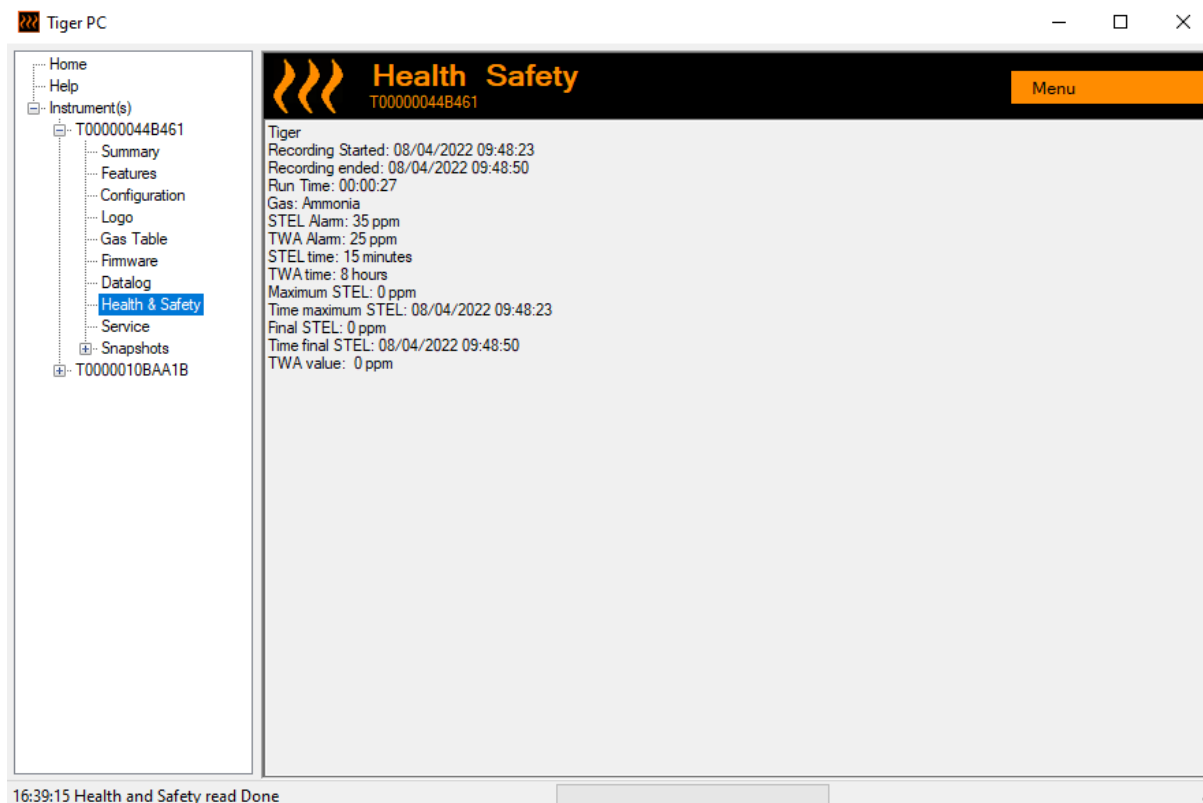 Tiger PC
Home
Help
Instrument(s)
T00000044B461
Summary
Features
Configuration
Logo
Gas Table
Firmware
Datalog
Health & Safety
Service
Snapshots
T0000010BAA1B
Health Safety
T00000044B461
Menu
Tiger
Recording Started: 08/04/2022 09:48:23
Recording ended: 08/04/2022 09:48:50
Run Time: 00:00:27
Gas: Ammonia
STEL Alarm: 35 ppm
TWA Alarm: 25 ppm
STEL time: 15 minutes
TWA time: 8 hours
Maximum STEL: 0 ppm
Time maximum STEL: 08/04/2022 09:48:23
Final STEL: 0 ppm
Time final STEL: 08/04/2022 09:48:50
TWA value: 0 ppm
16:39:15 Health and Safety read Done